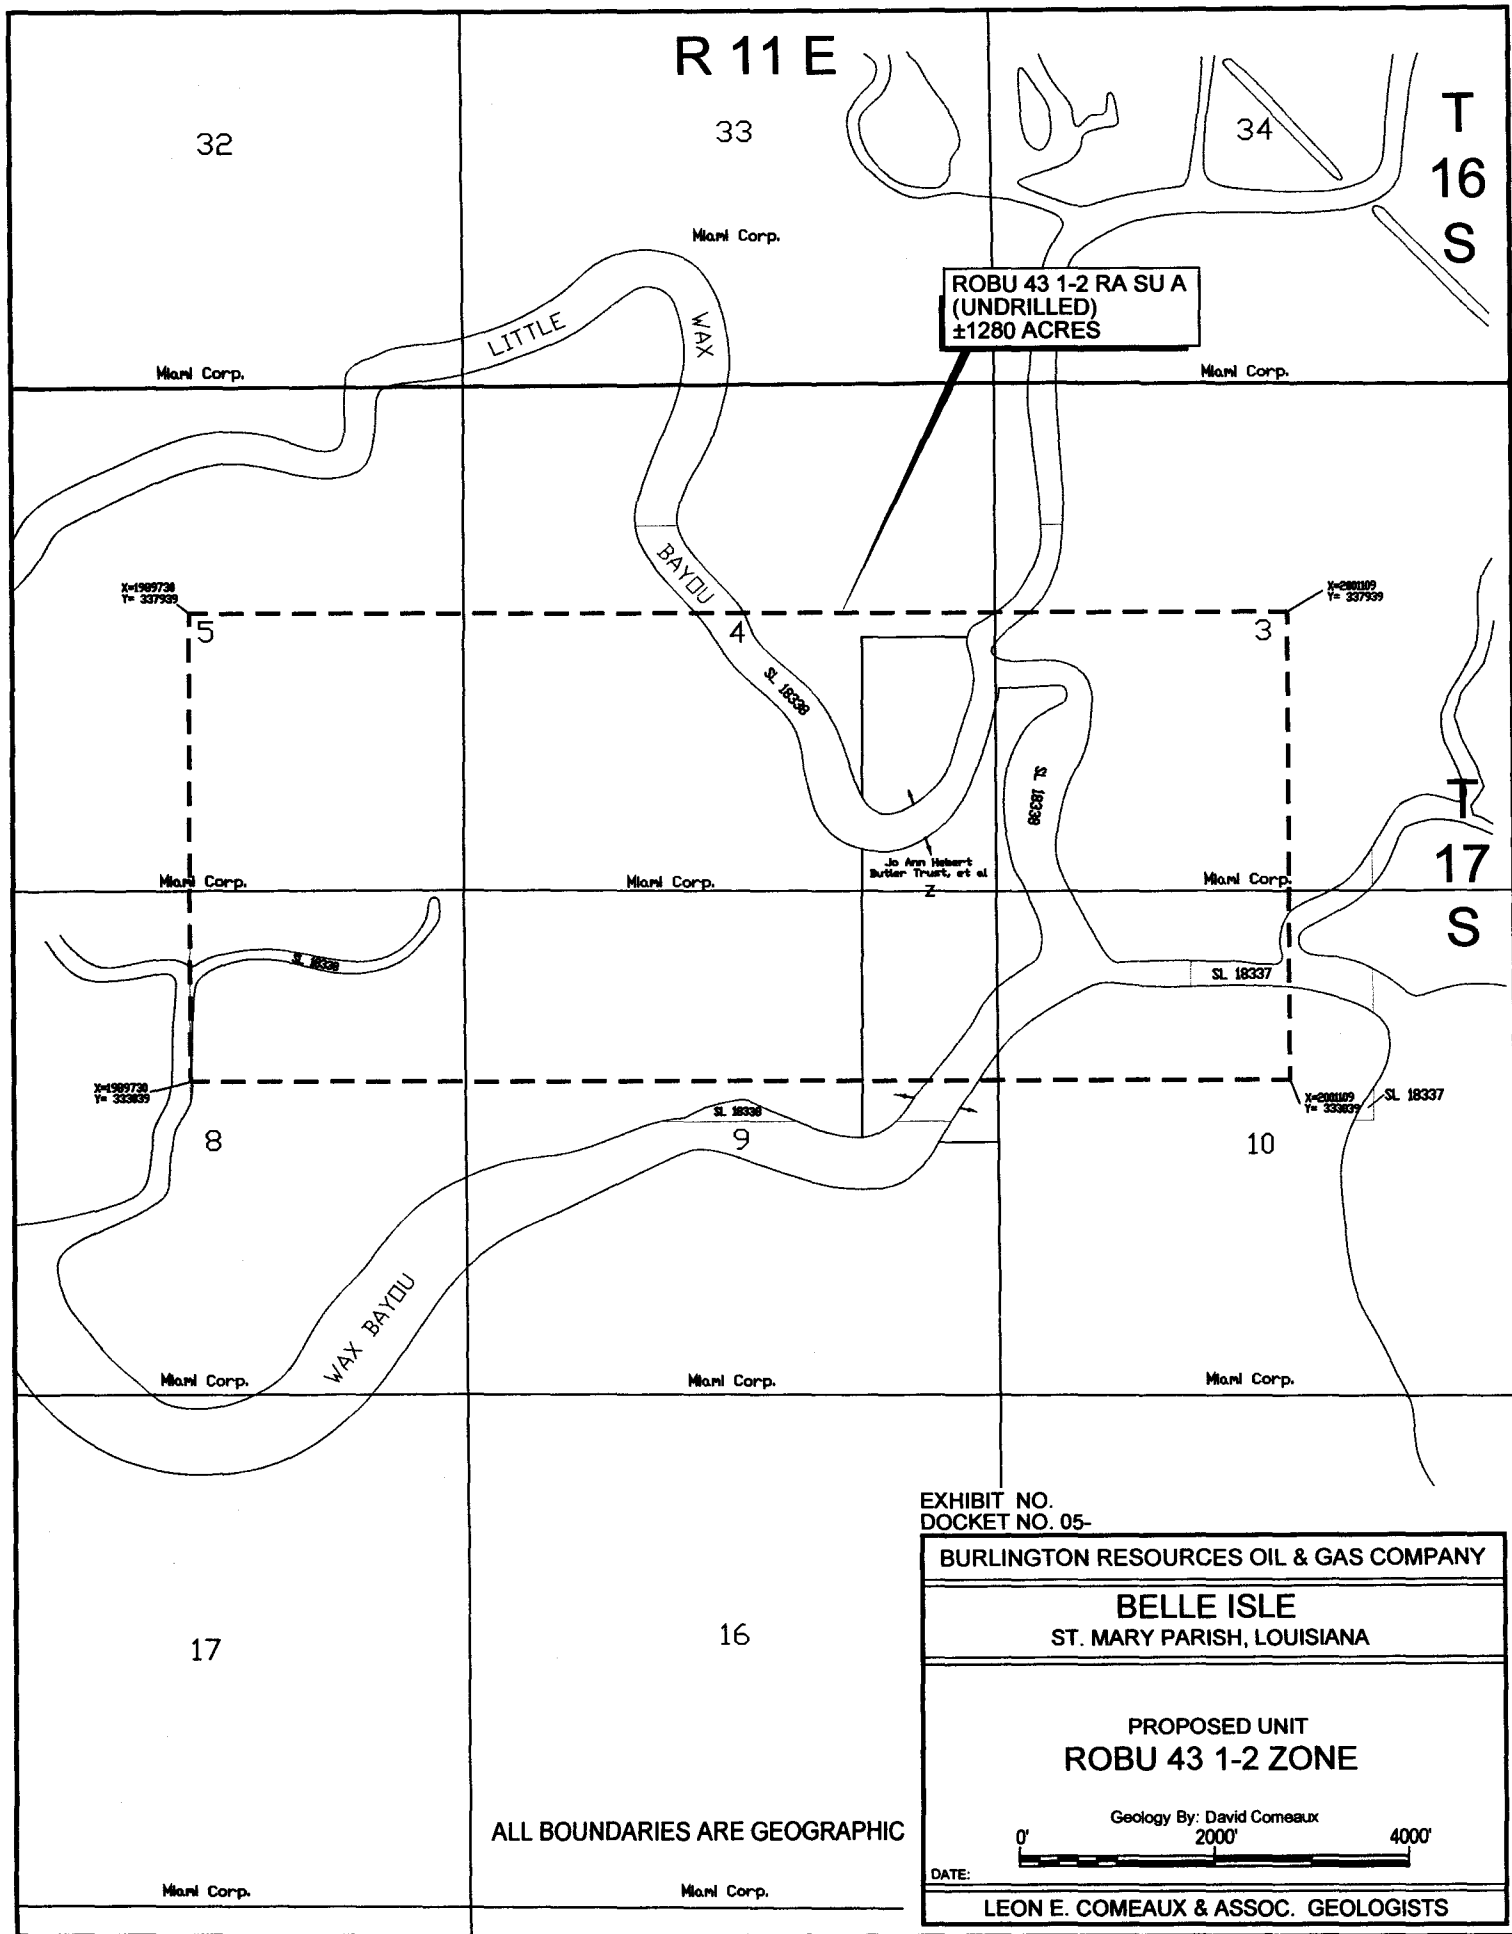 R 11 E
32
33
34
T
16
S
Miami Corp.
ROBU 43 1-2 RA SU A
(UNDRILLED)
±1280 ACRES
LITTLE
WAX
Miami Corp.
Miami Corp.
BAYOU
X=1989730
Y= 337939
X=2001109
Y= 337939
5
4
3
SL 18338
SL 18338
T
17
S
Jo Ann Hebert
Butler Trust, et al
Z
Miami Corp.
Miami Corp.
Miami Corp.
SL 18338
SL 18337
X=1989730
Y= 333039
X=2001109
Y= 333039
SL 18337
SL 18338
8
9
10
WAX BAYOU
Miami Corp.
Miami Corp.
Miami Corp.
EXHIBIT NO.
DOCKET NO. 05-
BURLINGTON RESOURCES OIL & GAS COMPANY
BELLE ISLE
ST. MARY PARISH, LOUISIANA
17
16
PROPOSED UNIT
ROBU 43 1-2 ZONE
Geology By: David Comeaux
0' 2000' 4000'
ALL BOUNDARIES ARE GEOGRAPHIC
DATE:
Miami Corp.
Miami Corp.
LEON E. COMEAUX & ASSOC. GEOLOGISTS